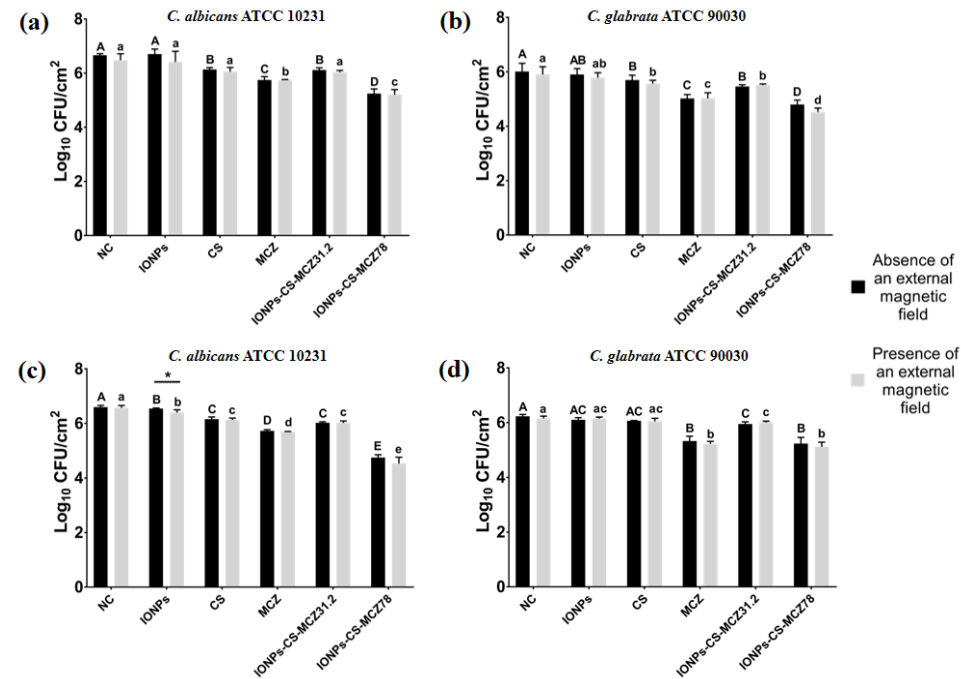 (a)
C. albicans ATCC 10231
Log10 CFU/cm2
8
6
4
2
0
A a A a B a C b B a D c
NC
IONPs
CS
MCZ
IONPs-CS-MCZ31.2
IONPs-CS-MCZ78
(b)
C. glabrata ATCC 90030
Log10 CFU/cm2
8
6
4
2
0
A a AB ab B b C c B b D d
NC
IONPs
CS
MCZ
IONPs-CS-MCZ31.2
IONPs-CS-MCZ78
Absence of
an external
magnetic
field
Presence of
an external
magnetic
field
(c)
C. albicans ATCC 10231
Log10 CFU/cm2
8
6
4
2
0
*
A a B b C c D d C c E e
NC
IONPs
CS
MCZ
IONPs-CS-MCZ31.2
IONPs-CS-MCZ78
(d)
C. glabrata ATCC 90030
Log10 CFU/cm2
8
6
4
2
0
A a AC ac AC ac B b C c B b
NC
IONPs
CS
MCZ
IONPs-CS-MCZ31.2
IONPs-CS-MCZ78